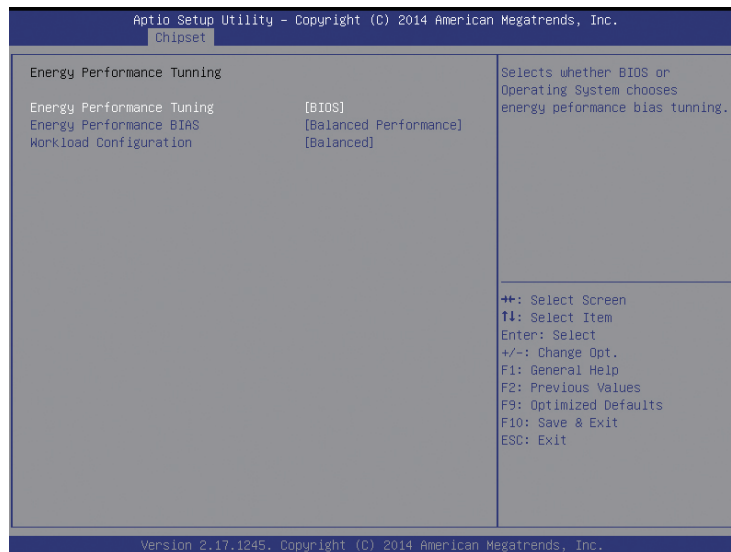 Aptio Setup Utility – Copyright (C) 2014 American Megatrends, Inc.
Chipset
Energy Performance Tunning
Energy Performance Tuning [BIOS]
Energy Performance BIAS [Balanced Performance]
Workload Configuration [Balanced]
Selects whether BIOS or
Operating System chooses
energy peformance bias tunning.
→←: Select Screen
↑↓: Select Item
Enter: Select
+/-: Change Opt.
F1: General Help
F2: Previous Values
F9: Optimized Defaults
F10: Save & Exit
ESC: Exit
Version 2.17.1245. Copyright (C) 2014 American Megatrends, Inc.